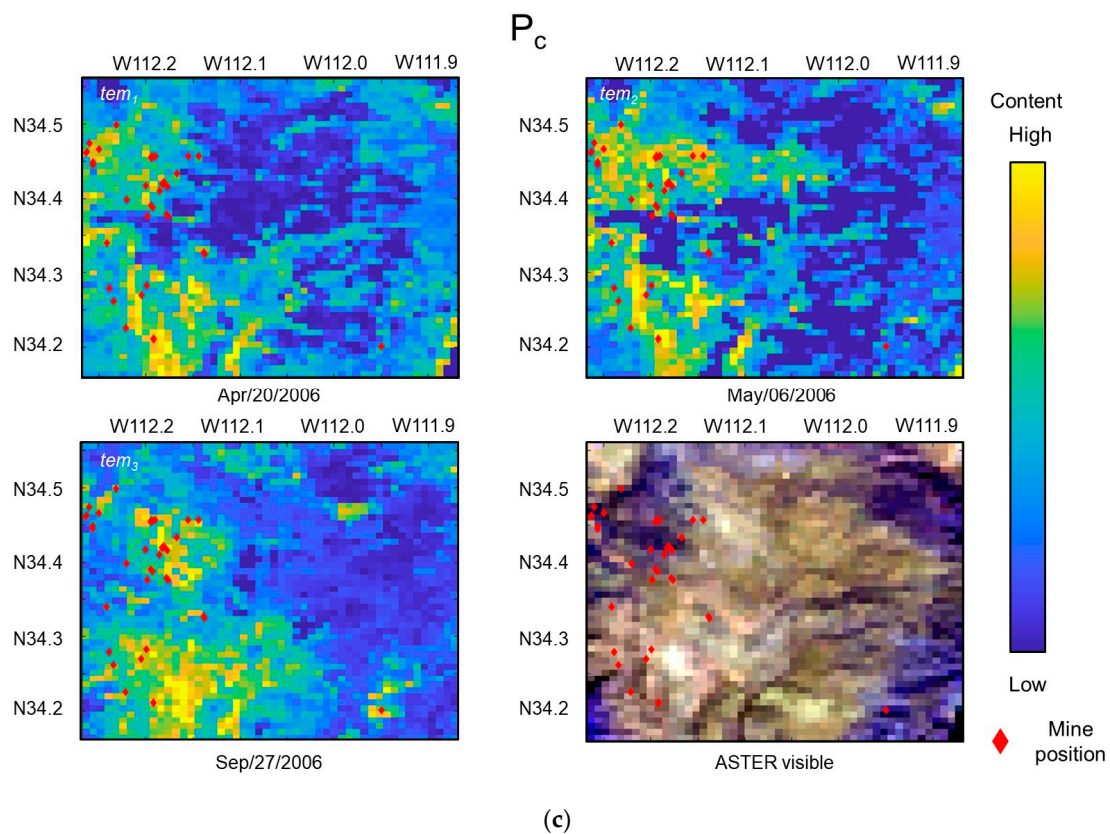 Pc
W112.2 W112.1 W112.0 W111.9
W112.2 W112.1 W112.0 W111.9
tem1
N34.5
N34.4
N34.3
N34.2
Apr/20/2006
tem2
N34.5
N34.4
N34.3
N34.2
May/06/2006
Content
High
Low
Mine
position
W112.2 W112.1 W112.0 W111.9
W112.2 W112.1 W112.0 W111.9
tem3
N34.5
N34.4
N34.3
N34.2
Sep/27/2006
N34.5
N34.4
N34.3
N34.2
ASTER visible
(c)